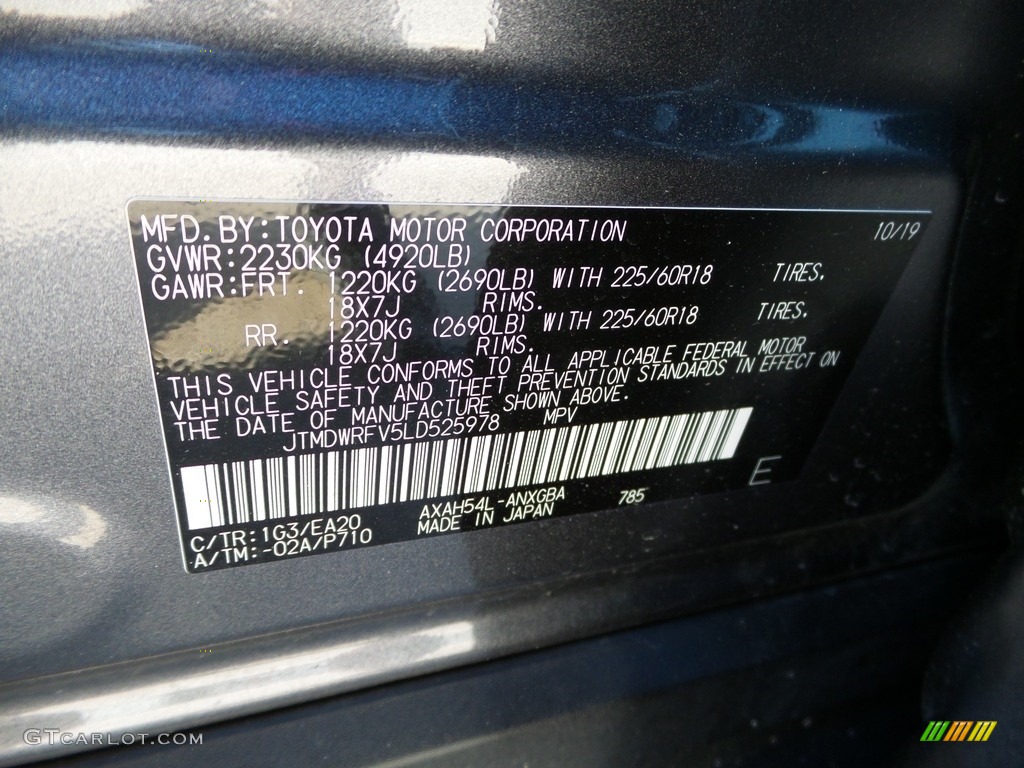 MFD. BY: TOYOTA MOTOR CORPORATION 10/19
GVWR: 2230KG (4920LB)
GAWR: FRT. 1220KG (2690LB) WITH 225/60R18 TIRES.
18X7J RIMS.
RR. 1220KG (2690LB) WITH 225/60R18 TIRES.
18X7J RIMS.
THIS VEHICLE CONFORMS TO ALL APPLICABLE FEDERAL MOTOR
VEHICLE SAFETY AND THEFT PREVENTION STANDARDS IN EFFECT ON
THE DATE OF MANUFACTURE SHOWN ABOVE.
JTMDWRFV5LD525978 MPV
E
C/TR: 1G3/EA20 AXAH54L-ANXGBA 785
A/TM: -02A/P710 MADE IN JAPAN
GTCARLOT.COM